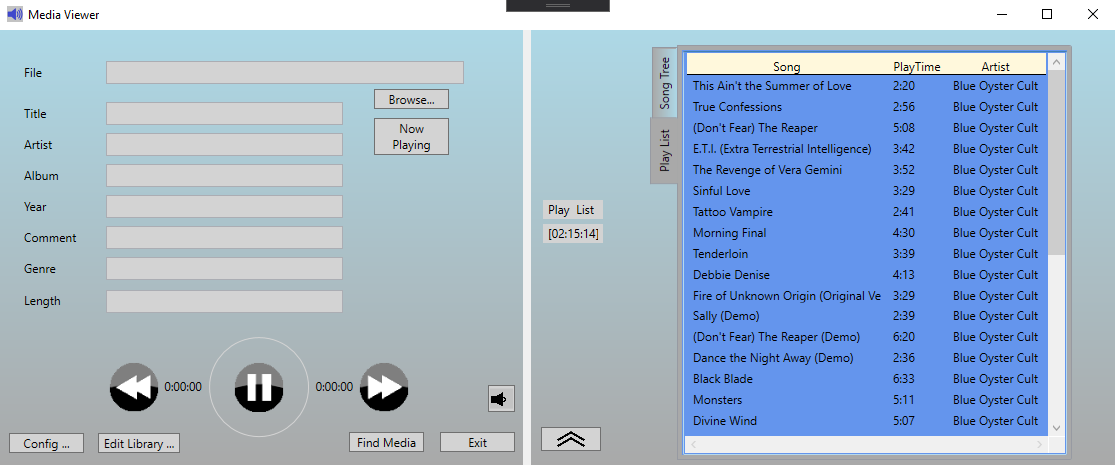 Media Viewer
File
Browse...
Title
Now
Playing
Artist
Album
Year
Comment
Genre
Length
0:00:00
0:00:00
Config ...
Edit Library ...
Find Media
Exit
Play List
[02:15:14]
Song Tree
Play List
Song PlayTime Artist
This Ain't the Summer of Love 2:20 Blue Oyster Cult
True Confessions 2:56 Blue Oyster Cult
(Don't Fear) The Reaper 5:08 Blue Oyster Cult
E.T.I. (Extra Terrestrial Intelligence) 3:42 Blue Oyster Cult
The Revenge of Vera Gemini 3:52 Blue Oyster Cult
Sinful Love 3:29 Blue Oyster Cult
Tattoo Vampire 2:41 Blue Oyster Cult
Morning Final 4:30 Blue Oyster Cult
Tenderloin 3:39 Blue Oyster Cult
Debbie Denise 4:13 Blue Oyster Cult
Fire of Unknown Origin (Original Ve 3:29 Blue Oyster Cult
Sally (Demo) 2:39 Blue Oyster Cult
(Don't Fear) The Reaper (Demo) 6:20 Blue Oyster Cult
Dance the Night Away (Demo) 2:36 Blue Oyster Cult
Black Blade 6:33 Blue Oyster Cult
Monsters 5:11 Blue Oyster Cult
Divine Wind 5:07 Blue Oyster Cult